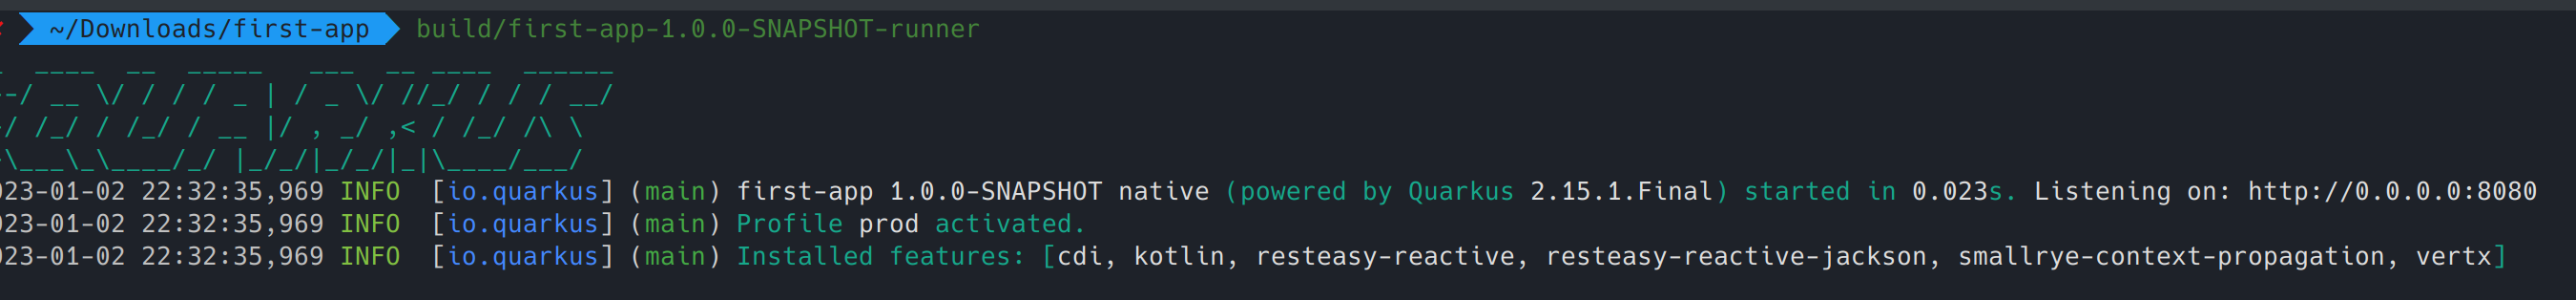 ~/Downloads/first-app build/first-app-1.0.0-SNAPSHOT-runner
_  ____  __  _____   ___  __ ____  ______
-/ __ \/ / / / _ | / _ \/ //_/ / / / __/
/ /_/ / /_/ / __ |/ , _/ ,< / /_/ /\ \
\___\_\____/_/ |_/_/|_/_/|_|\____/___/
023-01-02 22:32:35,969 INFO  [io.quarkus] (main) first-app 1.0.0-SNAPSHOT native (powered by Quarkus 2.15.1.Final) started in 0.023s. Listening on: http://0.0.0.0:8080
023-01-02 22:32:35,969 INFO  [io.quarkus] (main) Profile prod activated.
023-01-02 22:32:35,969 INFO  [io.quarkus] (main) Installed features: [cdi, kotlin, resteasy-reactive, resteasy-reactive-jackson, smallrye-context-propagation, vertx]